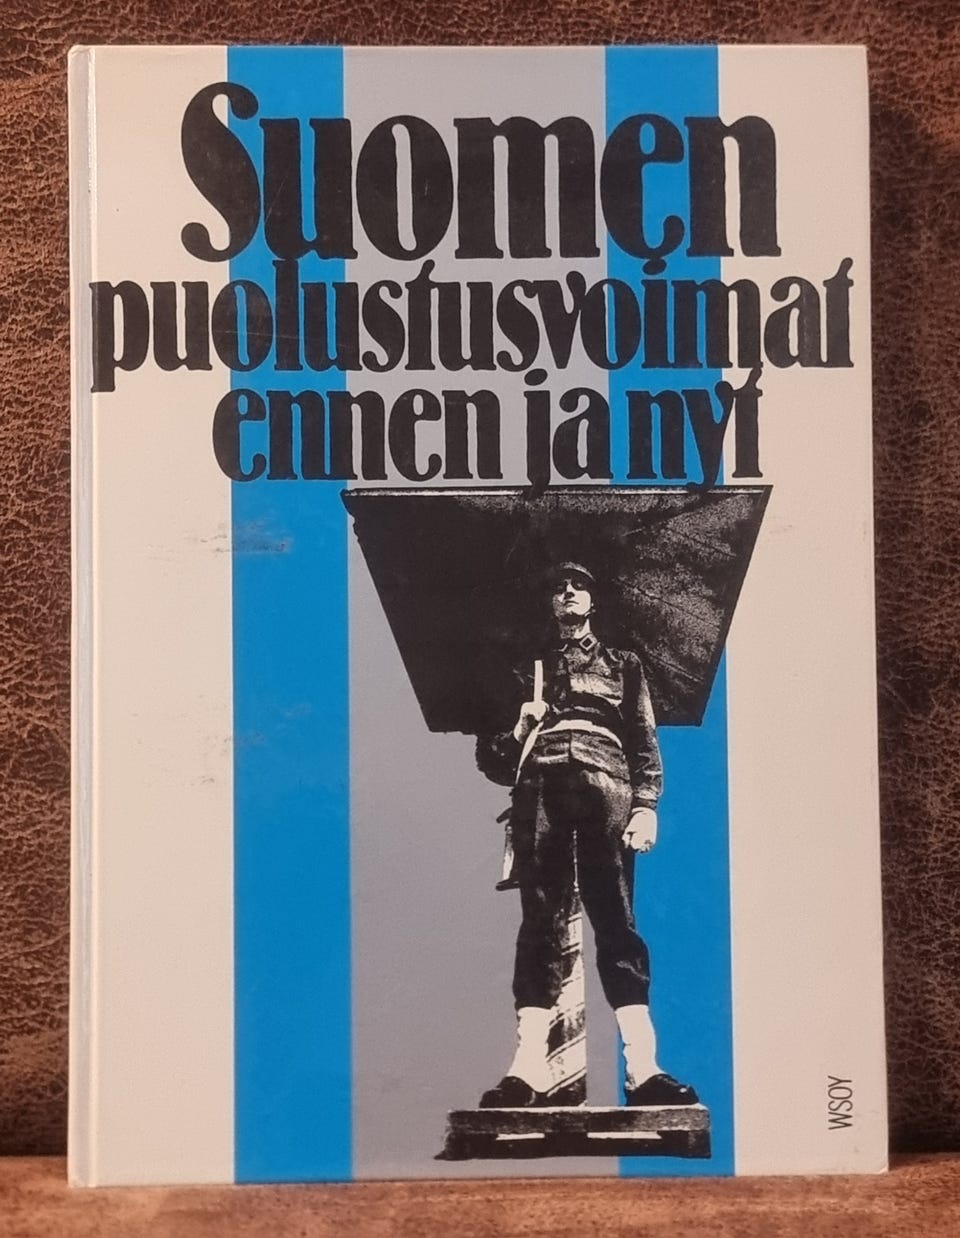 Suomen
puolustusvoimat
ennen ja nyt
WSOY